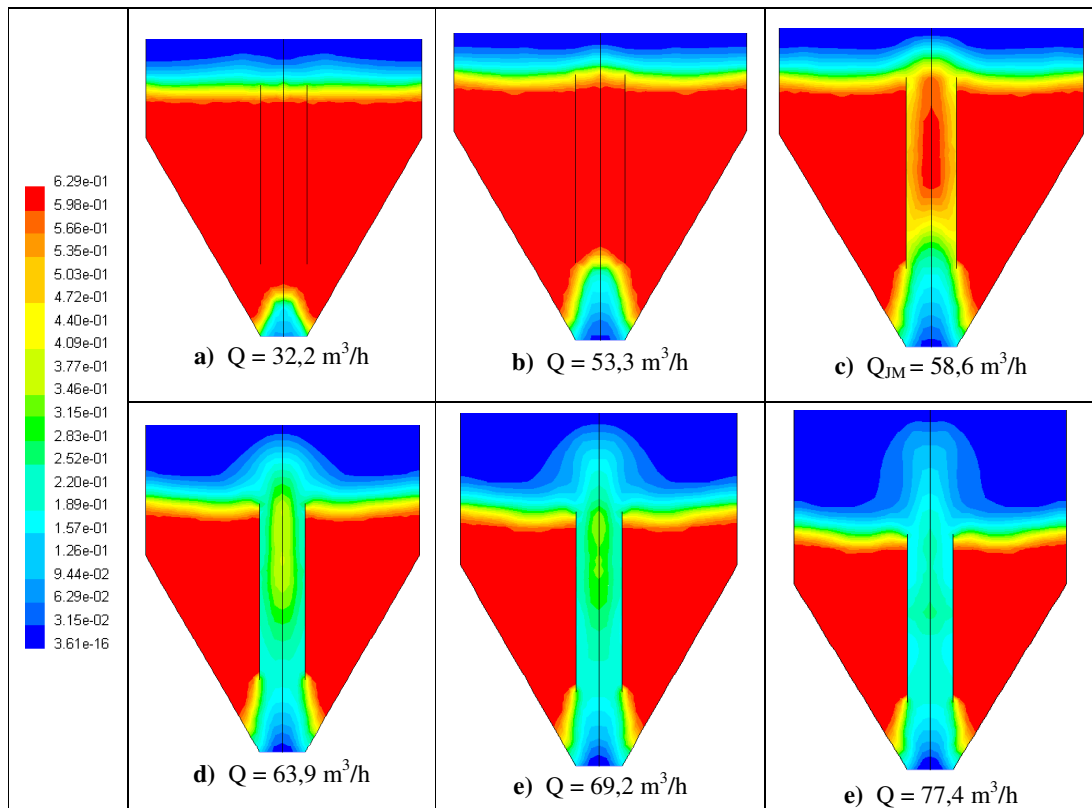 6.29e-01
5.98e-01
5.66e-01
5.35e-01
5.03e-01
4.72e-01
4.40e-01
4.09e-01
3.77e-01
3.46e-01
3.15e-01
2.83e-01
2.52e-01
2.20e-01
1.89e-01
1.57e-01
1.26e-01
9.44e-02
6.29e-02
3.15e-02
3.61e-16
a) Q = 32,2 m³/h
b) Q = 53,3 m³/h
c) Q_JM = 58,6 m³/h
d) Q = 63,9 m³/h
e) Q = 69,2 m³/h
e) Q = 77,4 m³/h